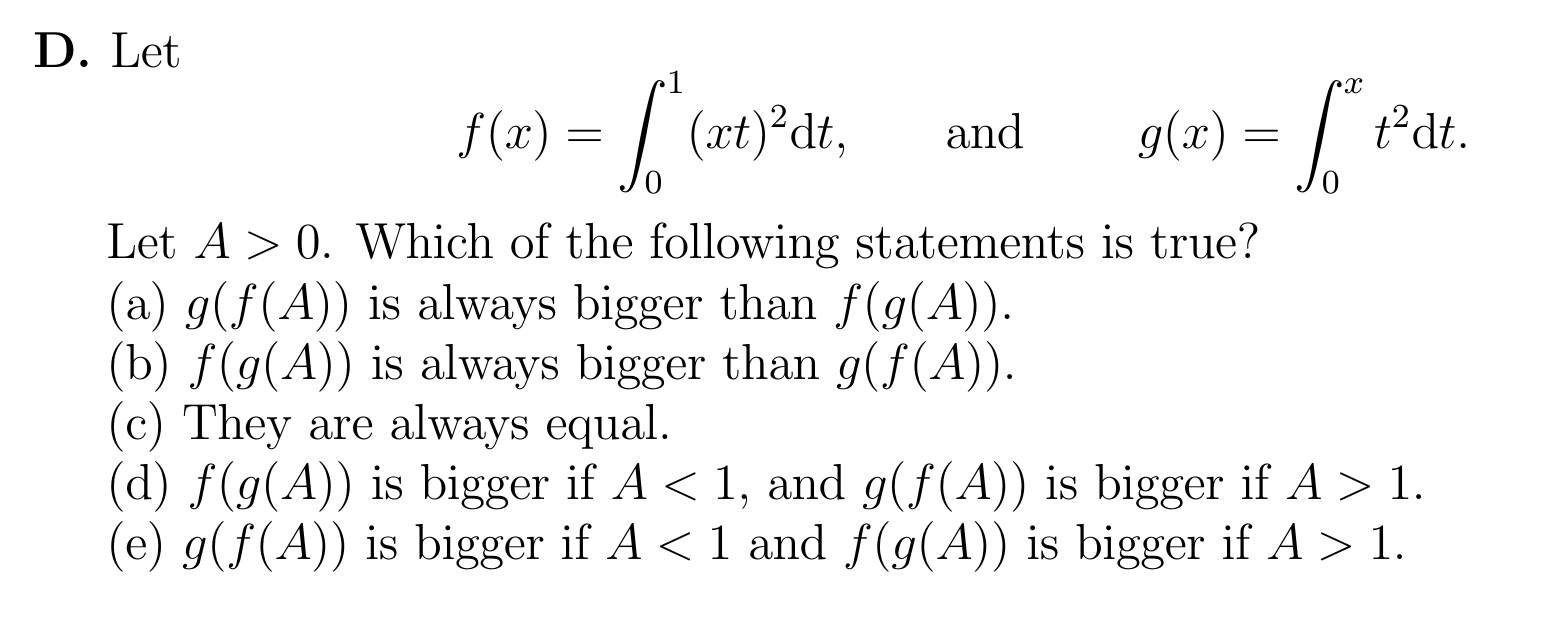 D. Let
f(x) = ∫₀¹ (xt)²dt, and g(x) = ∫₀ˣ t²dt.
Let A > 0. Which of the following statements is true?
(a) g(f(A)) is always bigger than f(g(A)).
(b) f(g(A)) is always bigger than g(f(A)).
(c) They are always equal.
(d) f(g(A)) is bigger if A < 1, and g(f(A)) is bigger if A > 1.
(e) g(f(A)) is bigger if A < 1 and f(g(A)) is bigger if A > 1.